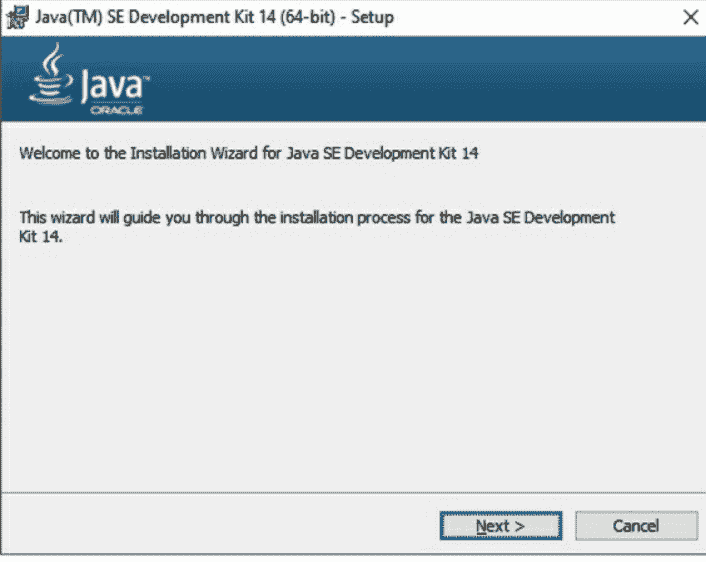 Java(TM) SE Development Kit 14 (64-bit) - Setup
Java™
ORACLE
Welcome to the Installation Wizard for Java SE Development Kit 14
This wizard will guide you through the installation process for the Java SE Development
Kit 14.
Next >
Cancel